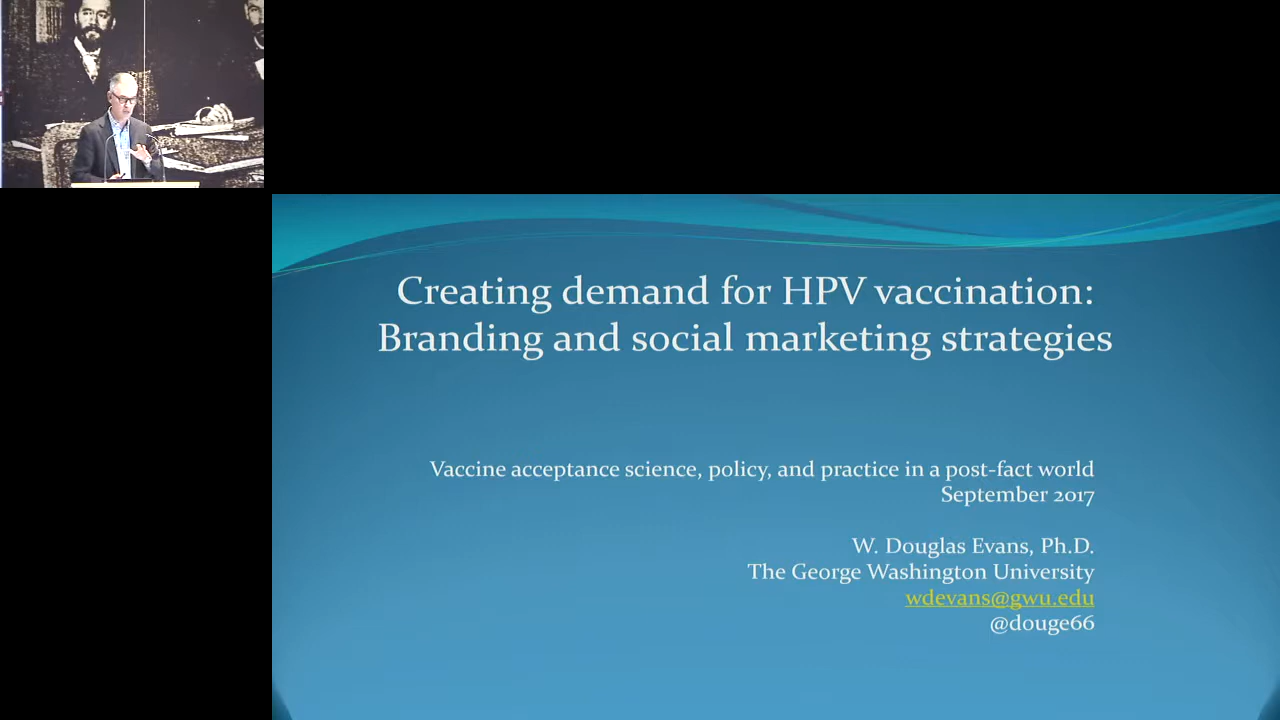 Creating demand for HPV vaccination:
Branding and social marketing strategies
Vaccine acceptance science, policy, and practice in a post-fact world
September 2017
W. Douglas Evans, Ph.D.
The George Washington University
wdevans@gwu.edu
@douge66